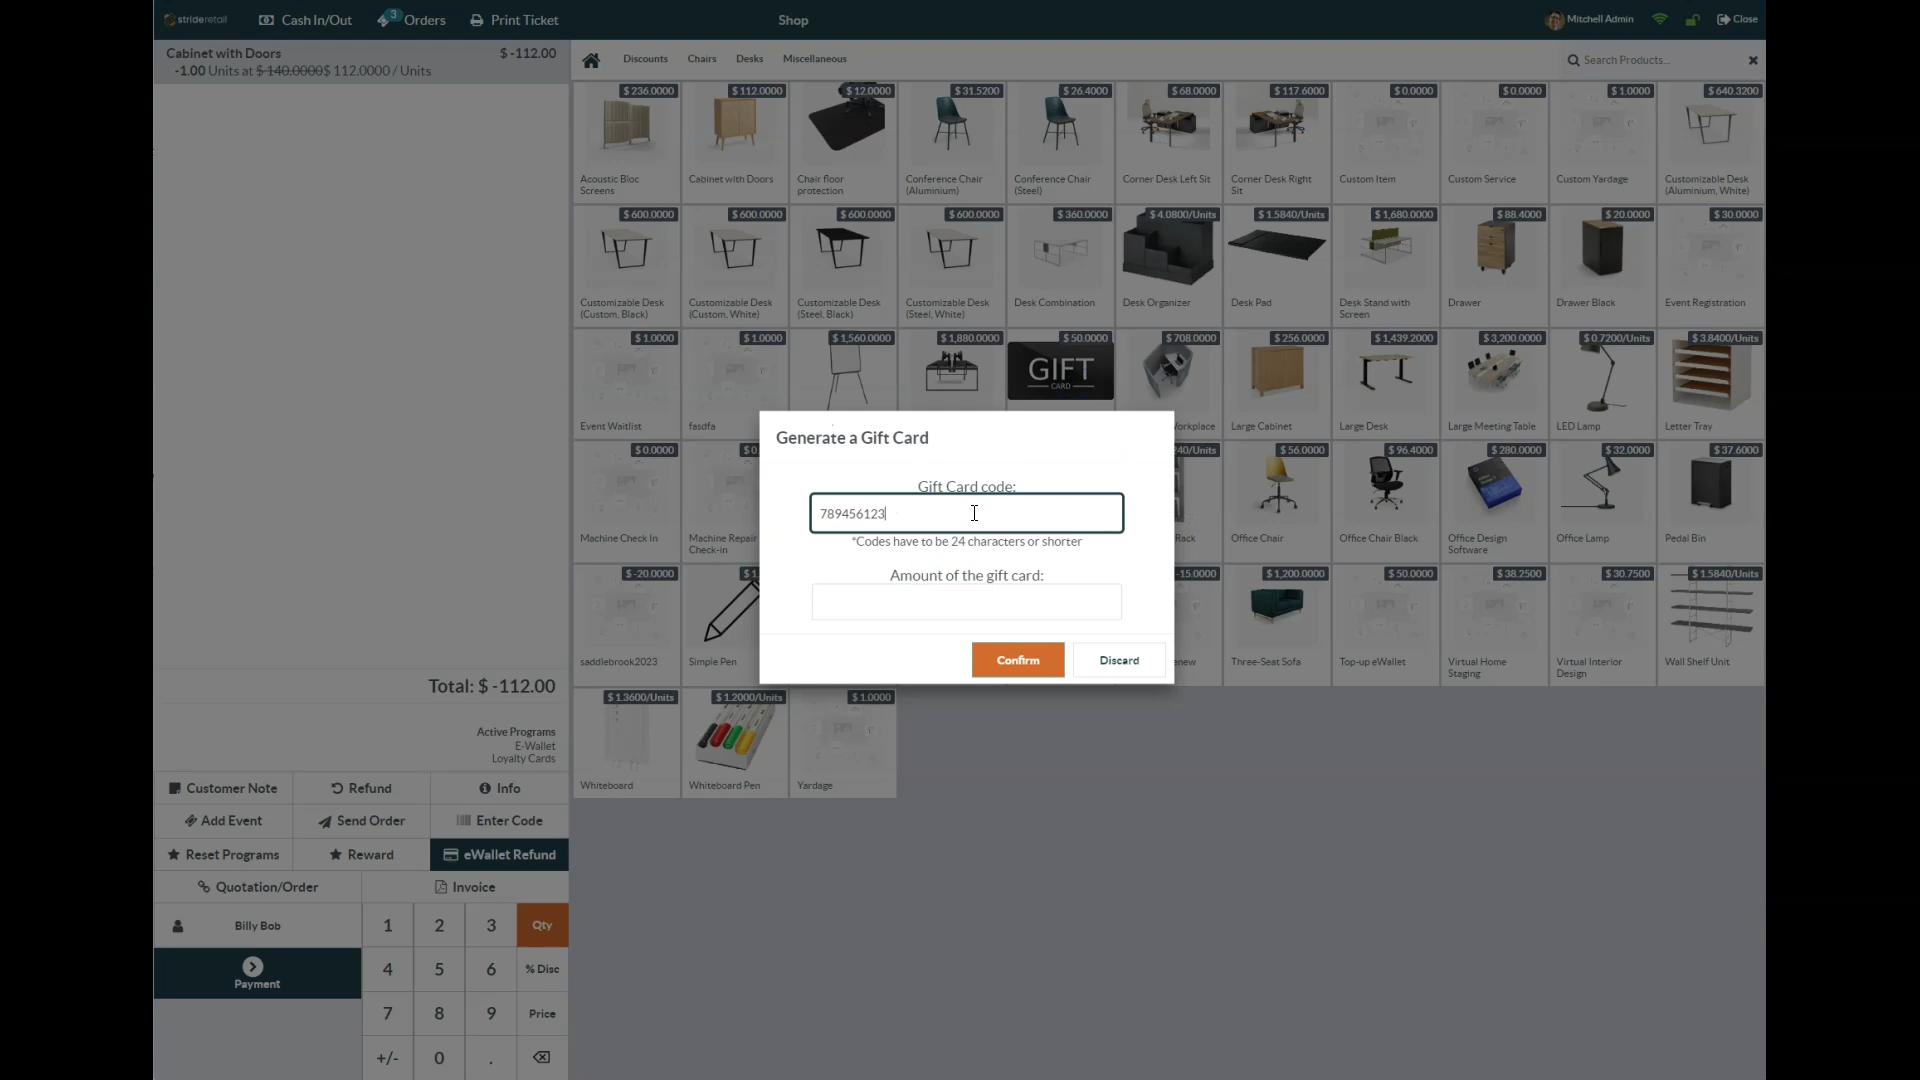 strideretail
Cash In/Out
3
Orders
Print Ticket
Shop
Mitchell Admin
Close
Cabinet with Doors
$ -112.00
-1.00 Units at $ 140.0000$ 112.0000 / Units
Discounts
Chairs
Desks
Miscellaneous
Search Products...
$ 236.0000
$ 112.0000
$ 12.0000
$ 31.5200
$ 26.4000
$ 68.0000
$ 117.6000
$ 0.0000
$ 0.0000
$ 1.0000
$ 640.3200
Acoustic Bloc
Screens
Cabinet with Doors
Chair floor
protection
Conference Chair
(Aluminium)
Conference Chair
(Steel)
Corner Desk Left Sit
Corner Desk Right
Sit
Custom Item
Custom Service
Custom Yardage
Customizable Desk
(Aluminium, White)
$ 600.0000
$ 600.0000
$ 600.0000
$ 600.0000
$ 360.0000
$ 4.0800/Units
$ 1.5840/Units
$ 1,680.0000
$ 88.4000
$ 20.0000
$ 30.0000
Customizable Desk
(Custom, Black)
Customizable Desk
(Custom, White)
Customizable Desk
(Steel, Black)
Customizable Desk
(Steel, White)
Desk Combination
Desk Organizer
Desk Pad
Desk Stand with
Screen
Drawer
Drawer Black
Event Registration
$ 1.0000
$ 1.0000
$ 1,560.0000
$ 1,880.0000
$ 50.0000
$ 708.0000
$ 256.0000
$ 1,439.2000
$ 3,200.0000
$ 0.7200/Units
$ 3.8400/Units
GIFT
CARD
Event Waitlist
fasdfa
orkplace
Large Cabinet
Large Desk
Large Meeting Table
LED Lamp
Letter Tray
$ 0.0000
$ 0
40/Units
$ 56.0000
$ 96.4000
$ 280.0000
$ 32.0000
$ 37.6000
Machine Check In
Machine Repair
Check-in
Rack
Office Chair
Office Chair Black
Office Design
Software
Office Lamp
Pedal Bin
$ -20.0000
$ 1.
-15.0000
$ 1,200.0000
$ 50.0000
$ 38.2500
$ 30.7500
$ 1.5840/Units
saddlebrook2023
Simple Pen
enew
Three-Seat Sofa
Top-up eWallet
Virtual Home
Staging
Virtual Interior
Design
Wall Shelf Unit
$ 1.3600/Units
$ 1.2000/Units
$ 1.0000
Whiteboard
Whiteboard Pen
Yardage
Generate a Gift Card
Gift Card code:
789456123
*Codes have to be 24 characters or shorter
Amount of the gift card:
Confirm
Discard
Total: $ -112.00
Active Programs
E-Wallet
Loyalty Cards
Customer Note
Refund
Info
Add Event
Send Order
Enter Code
Reset Programs
Reward
eWallet Refund
Quotation/Order
Invoice
Billy Bob
Payment
1
2
3
Qty
4
5
6
% Disc
7
8
9
Price
+/-
0
.